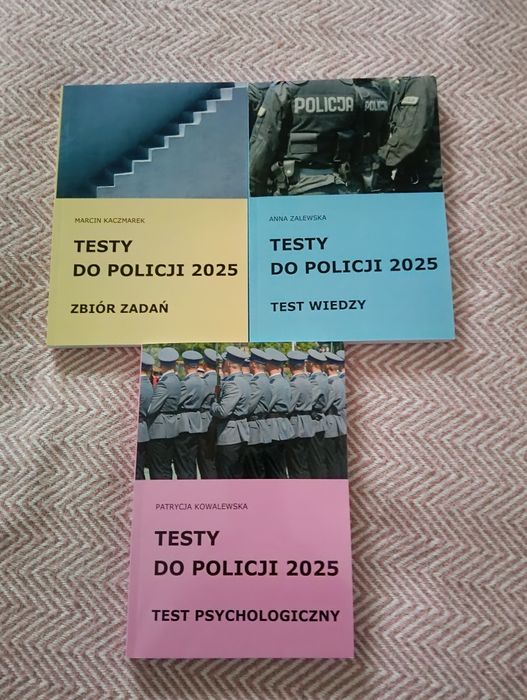 MARCIN KACZMAREK
TESTY
DO POLICJI 2025
ZBIÓR ZADAŃ
POLICJA
POLICJA
ANNA ZALEWSKA
TESTY
DO POLICJI 2025
TEST WIEDZY
PATRYCJA KOWALEWSKA
TESTY
DO POLICJI 2025
TEST PSYCHOLOGICZNY